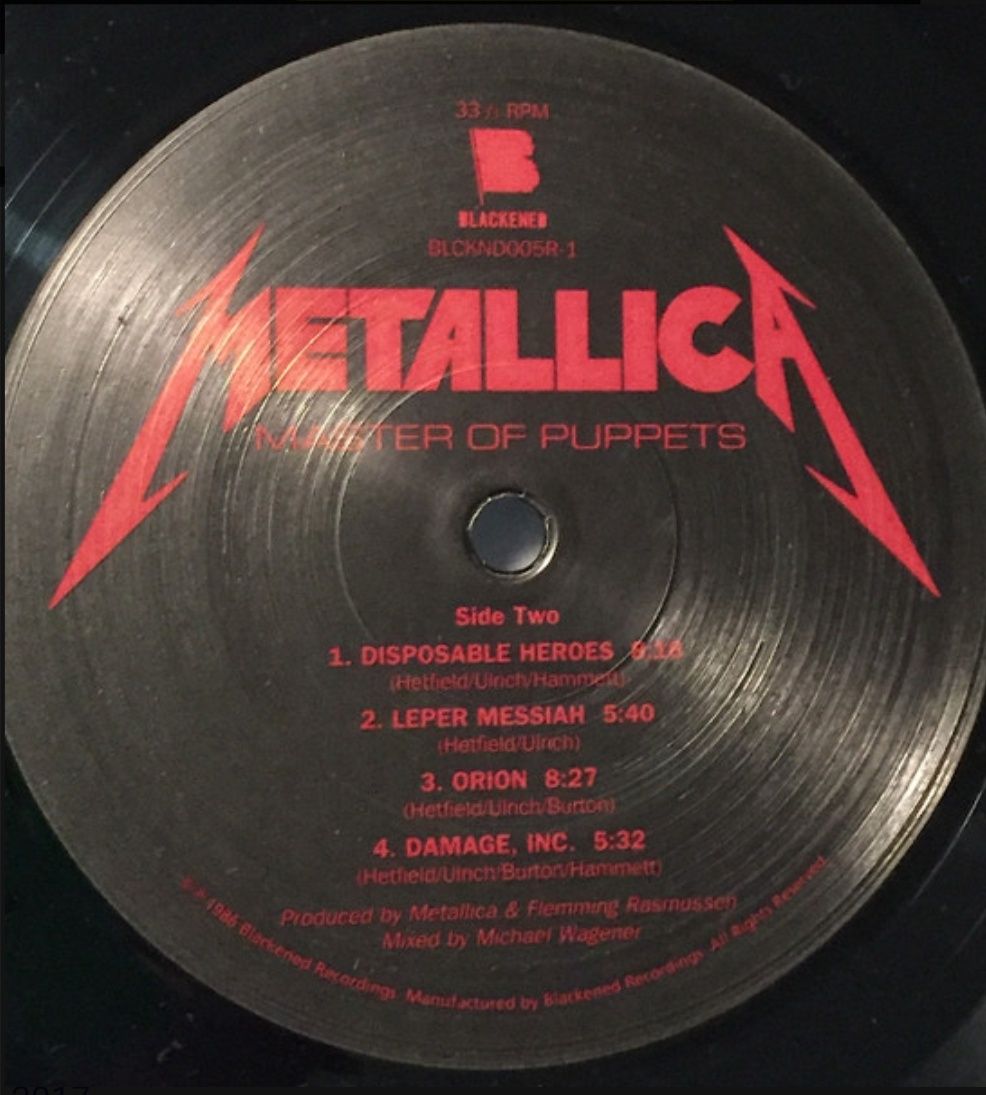 33⅓ RPM
B
BLACKENED
BLCKND005R-1
METALLICA
MASTER OF PUPPETS
Side Two
1. DISPOSABLE HEROES
(Hetfield/Ulrich/Hammett)
2. LEPER MESSIAH 5:40
(Hetfield/Ulrich)
3. ORION 8:27
(Hetfield/Ulrich/Burton)
4. DAMAGE, INC. 5:32
(Hetfield/Ulrich/Burton/Hammett)
Produced by Metallica & Flemming Rasmussen
Mixed by Michael Wagener
©℗ 1986 Blackened Recordings. Manufactured by Blackened Recordings. All Rights Reserved.